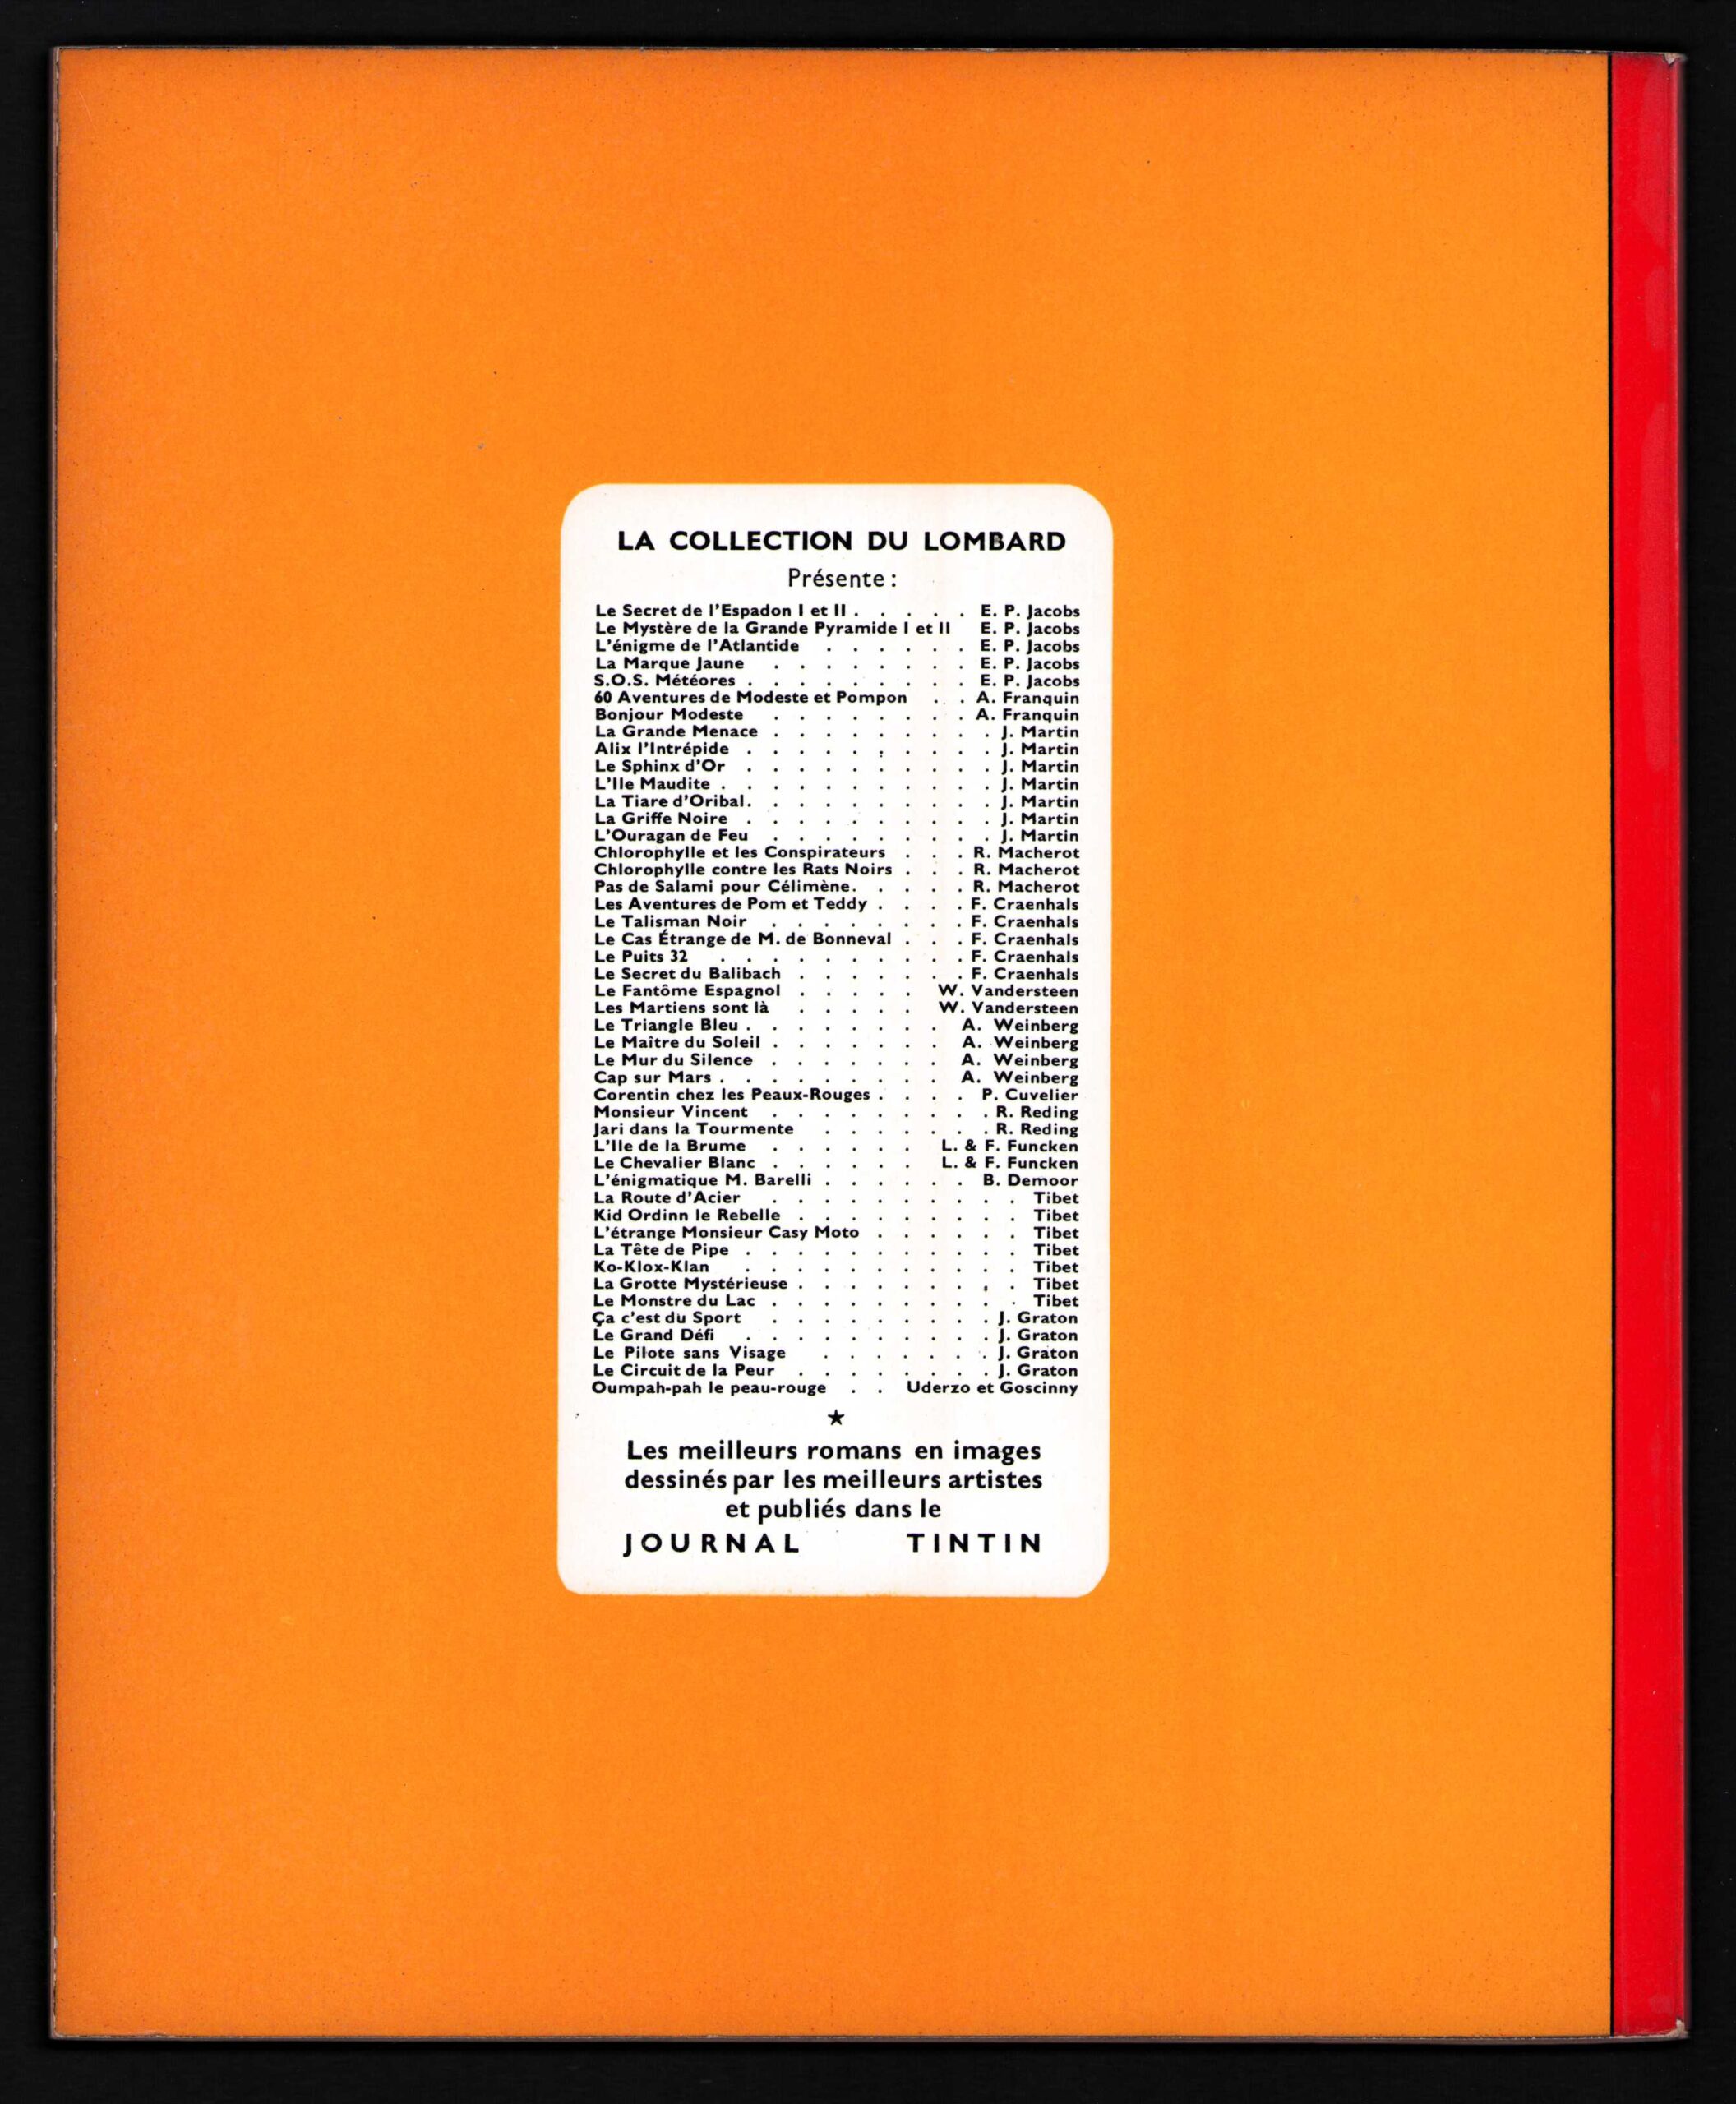 LA COLLECTION DU LOMBARD
Présente :
Le Secret de l'Espadon I et II . . . . . E. P. Jacobs
Le Mystère de la Grande Pyramide I et II E. P. Jacobs
L'énigme de l'Atlantide . . . . . . E. P. Jacobs
La Marque Jaune . . . . . . . . E. P. Jacobs
S.O.S. Météores . . . . . . . . . E. P. Jacobs
60 Aventures de Modeste et Pompon . . A. Franquin
Bonjour Modeste . . . . . . . . A. Franquin
La Grande Menace . . . . . . . . . J. Martin
Alix l'Intrépide . . . . . . . . . . J. Martin
Le Sphinx d'Or . . . . . . . . . . J. Martin
L'Ile Maudite . . . . . . . . . . . J. Martin
La Tiare d'Oribal. . . . . . . . . . J. Martin
La Griffe Noire . . . . . . . . . . J. Martin
L'Ouragan de Feu . . . . . . . . . J. Martin
Chlorophylle et les Conspirateurs . . . R. Macherot
Chlorophylle contre les Rats Noirs . . . R. Macherot
Pas de Salami pour Célimène. . . . . R. Macherot
Les Aventures de Pom et Teddy . . . . F. Craenhals
Le Talisman Noir . . . . . . . . F. Craenhals
Le Cas Étrange de M. de Bonneval . . . F. Craenhals
Le Puits 32 . . . . . . . . . . F. Craenhals
Le Secret du Balibach . . . . . . . F. Craenhals
Le Fantôme Espagnol . . . . . W. Vandersteen
Les Martiens sont là . . . . . W. Vandersteen
Le Triangle Bleu . . . . . . . . A. Weinberg
Le Maître du Soleil . . . . . . . A. Weinberg
Le Mur du Silence . . . . . . . A. Weinberg
Cap sur Mars . . . . . . . . . A. Weinberg
Corentin chez les Peaux-Rouges . . . . P. Cuvelier
Monsieur Vincent . . . . . . . . . R. Reding
Jari dans la Tourmente . . . . . . . R. Reding
L'Ile de la Brume . . . . . . L. & F. Funcken
Le Chevalier Blanc . . . . . . L. & F. Funcken
L'énigmatique M. Barelli . . . . . . B. Demoor
La Route d'Acier . . . . . . . . . . Tibet
Kid Ordinn le Rebelle . . . . . . . . . Tibet
L'étrange Monsieur Casy Moto . . . . . . Tibet
La Tête de Pipe . . . . . . . . . . . Tibet
Ko-Klox-Klan . . . . . . . . . . . Tibet
La Grotte Mystérieuse . . . . . . . . . Tibet
Le Monstre du Lac . . . . . . . . . . Tibet
Ça c'est du Sport . . . . . . . . . J. Graton
Le Grand Défi . . . . . . . . . . J. Graton
Le Pilote sans Visage . . . . . . . J. Graton
Le Circuit de la Peur . . . . . . . . J. Graton
Oumpah-pah le peau-rouge . . Uderzo et Goscinny
★
Les meilleurs romans en images
dessinés par les meilleurs artistes
et publiés dans le
JOURNAL TINTIN